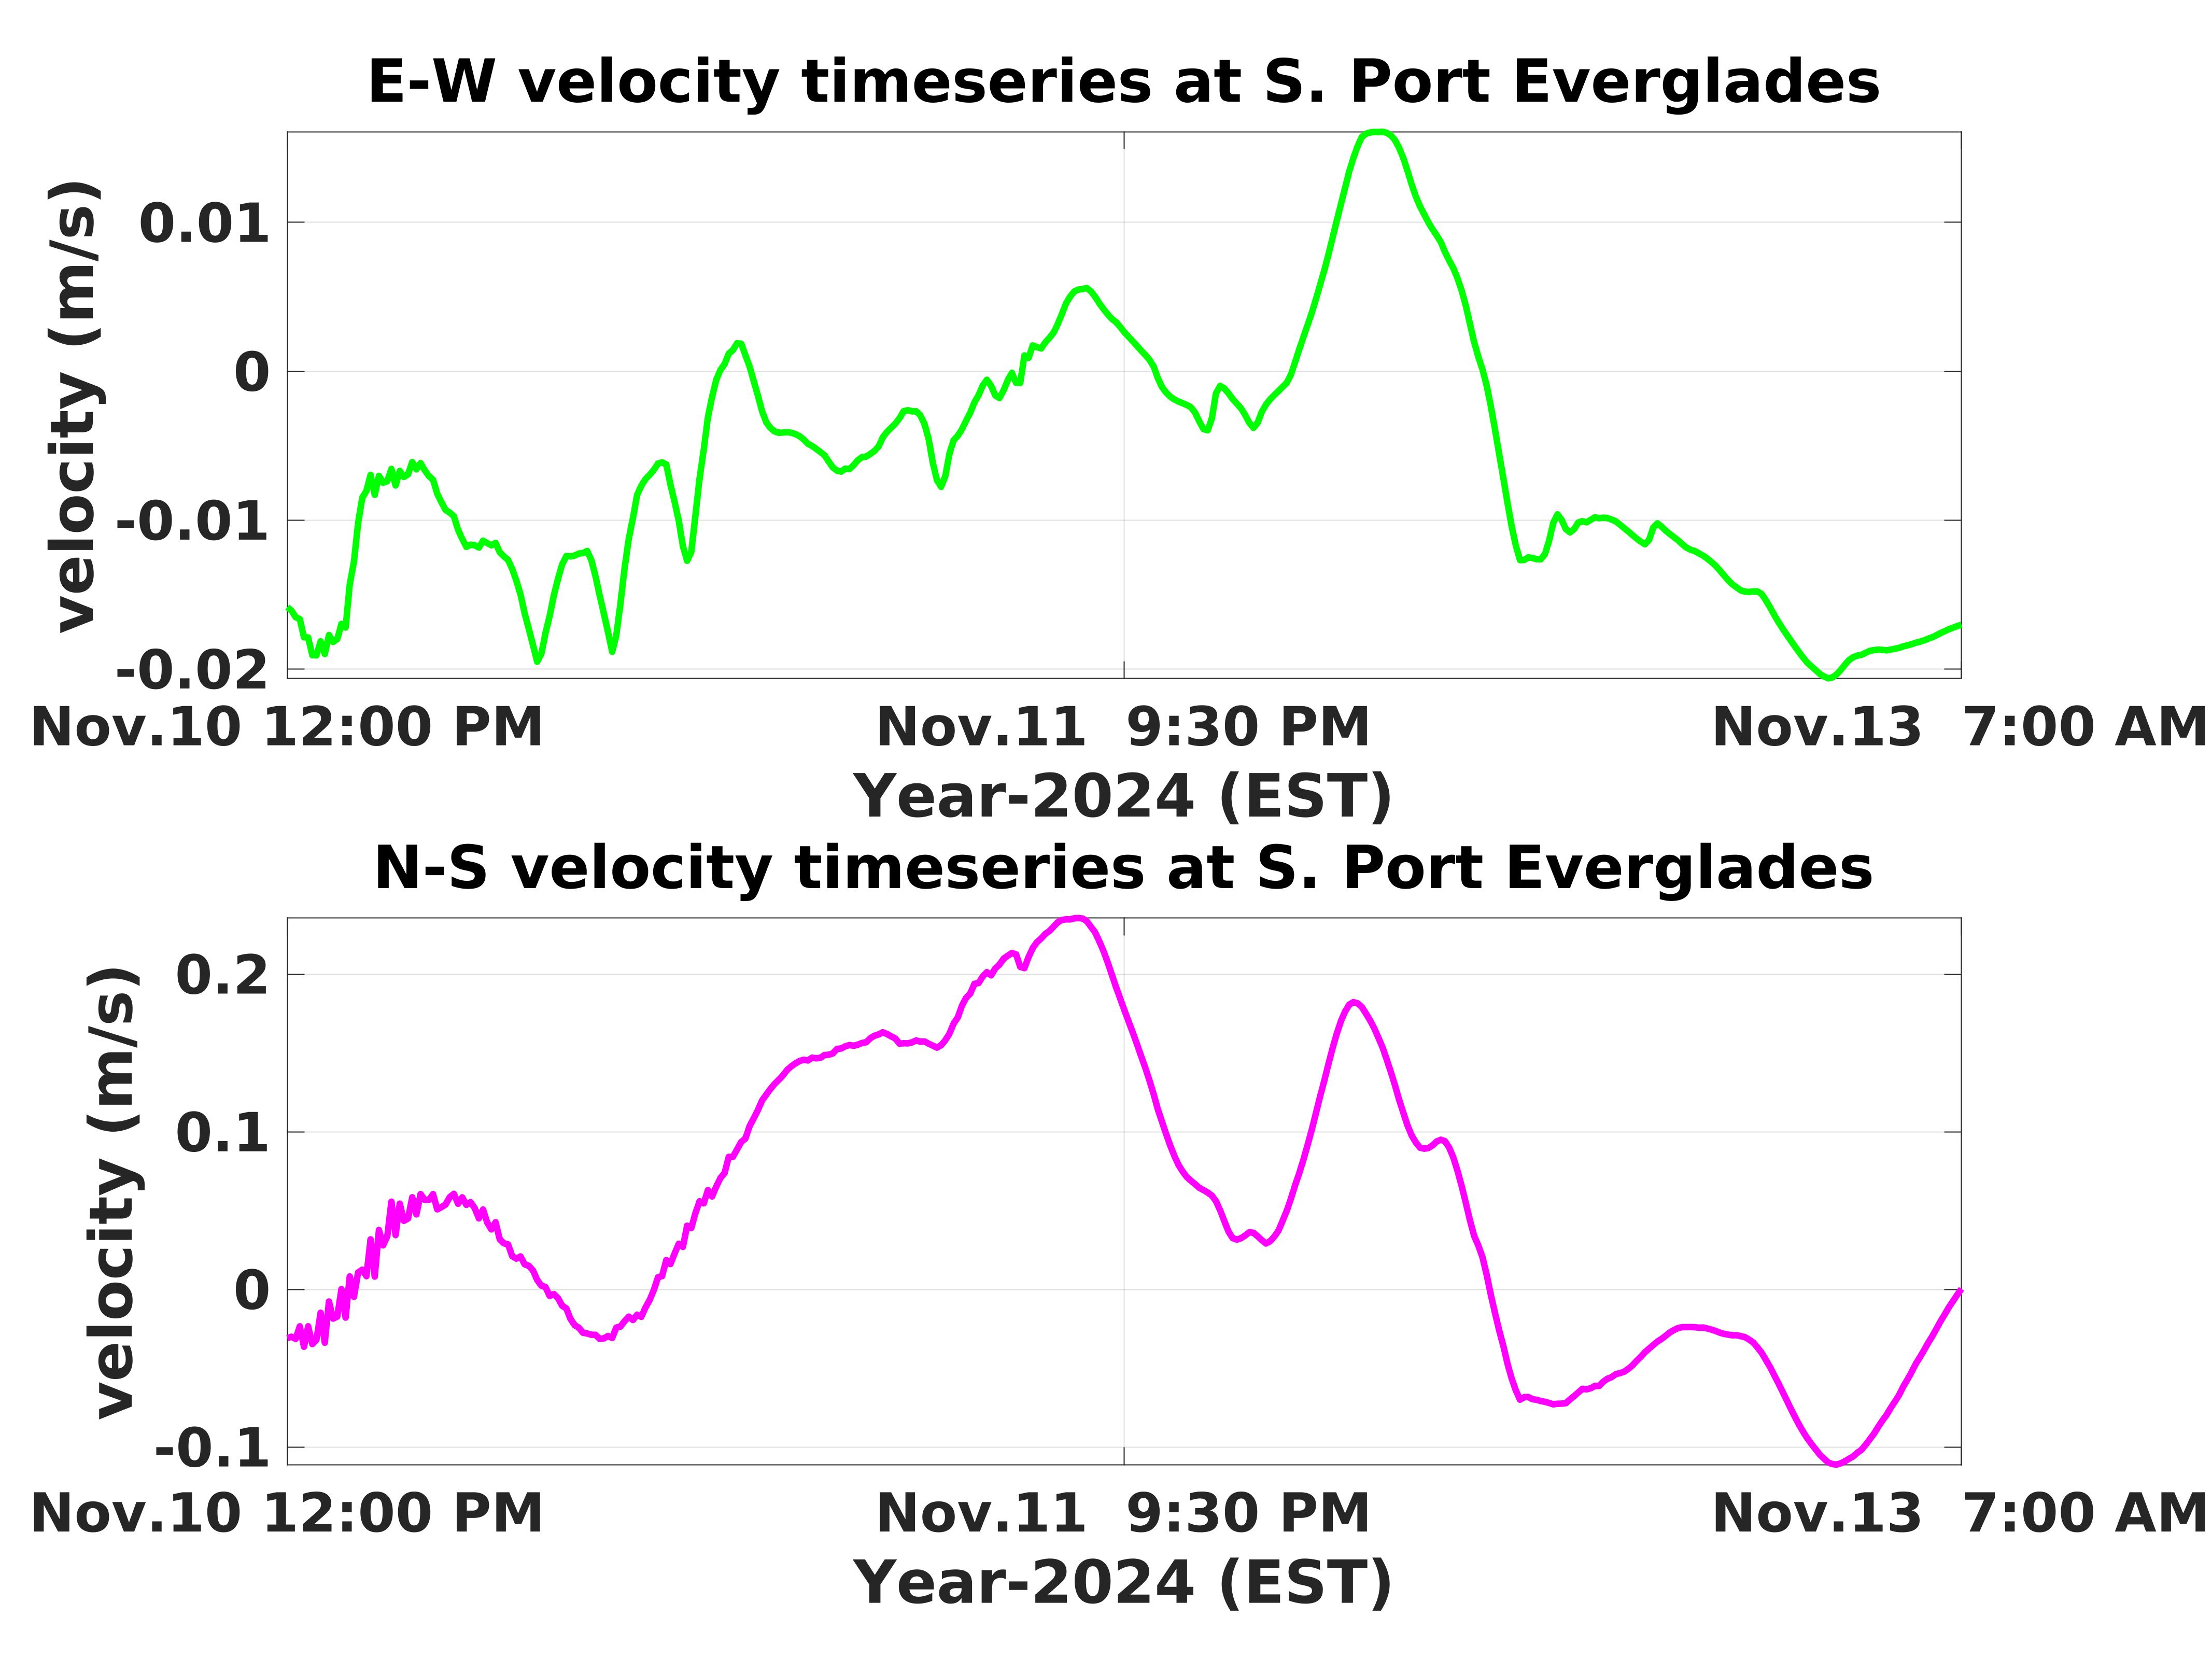 E-W velocity timeseries at S. Port Everglades
velocity (m/s)
0.01
0
-0.01
-0.02
Nov.10 12:00 PM Nov.11  9:30 PM Nov.13  7:00 AM
Year-2024 (EST)
N-S velocity timeseries at S. Port Everglades
velocity (m/s)
0.2
0.1
0
-0.1
Nov.10 12:00 PM Nov.11  9:30 PM Nov.13  7:00 AM
Year-2024 (EST)